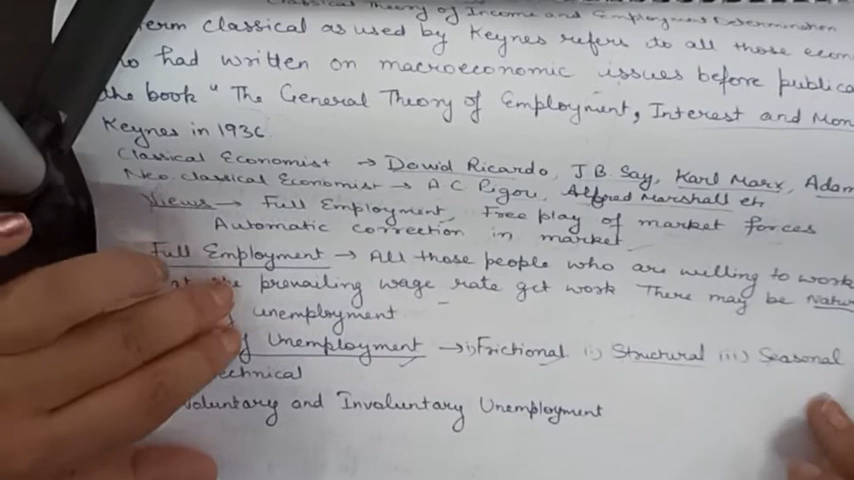 Classical Theory of Income and Employment Determination
term classical as used by Keynes refers to all those econ
had written on macroeconomic issues before publica
the book " The General Theory of Employment, Interest and Mon
Keynes in 1936
Classical Economist → David Ricardo, J B Say, Karl Marx, Adam
Neo classical Economist → A C Pigou, Alfred Marshall etc
Views → Full Employment, Free play of market forces
Automatic correction in market
Full Employment → All those people who are willing to work
at the prevailing wage rate get work There may be Natur
unemployment
Unemployment → i) Frictional ii) Structural iii) Seasonal
echnical
voluntary and Involuntary Unemployment